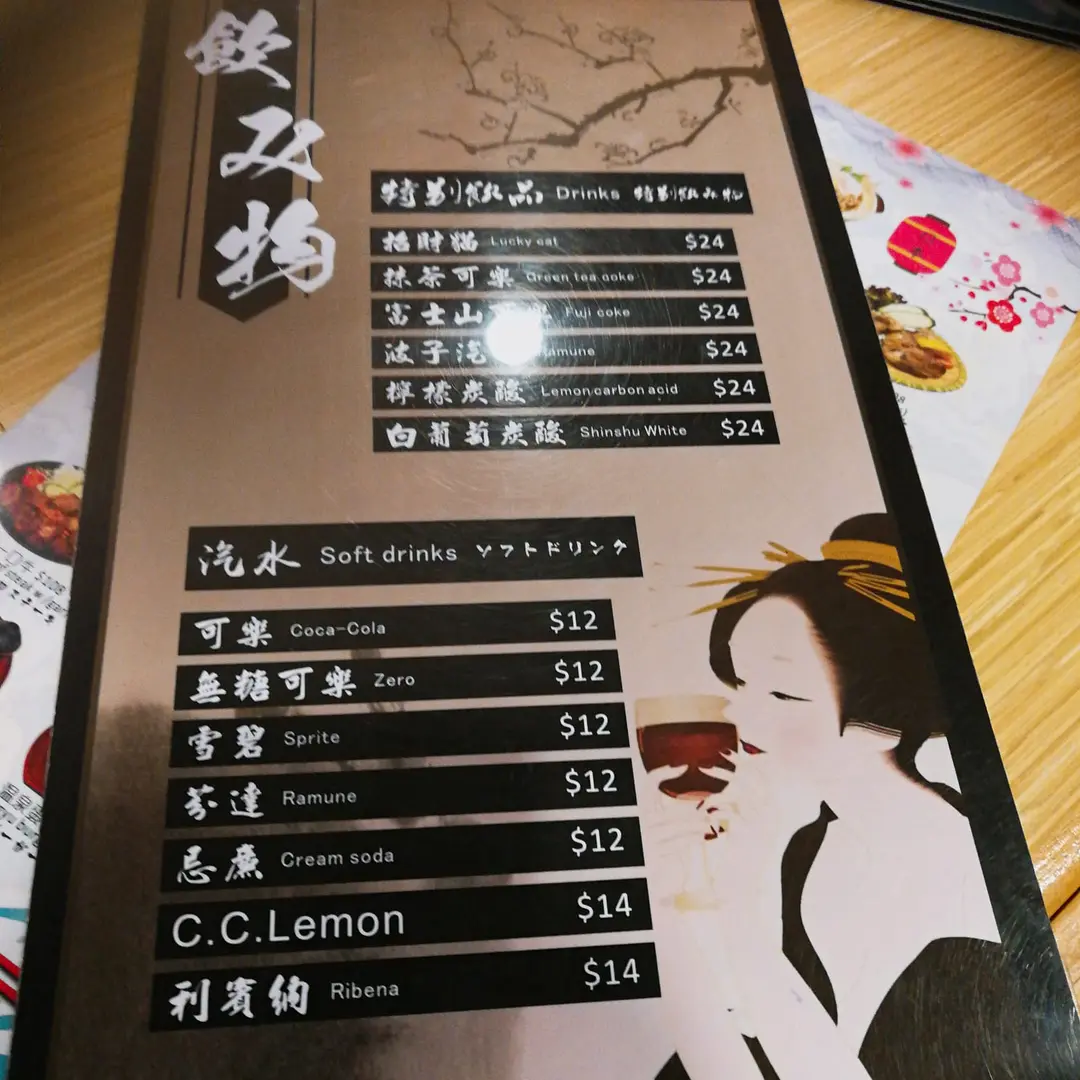 飲み物
特別飲品 Drinks 特別飲み物
招財猫 Lucky cat $24
抹茶可樂 Green tea coke $24
富士山 Fuji coke $24
波子汽 Ramune $24
檸檬炭酸 Lemon carbon acid $24
白葡萄炭酸 Shinshu White $24
汽水 Soft drinks ソフトドリンク
可樂 Coca-Cola $12
無糖可樂 Zero $12
雪碧 Sprite $12
芬達 Ramune $12
忌廉 Cream soda $12
C.C.Lemon $14
利賓納 Ribena $14